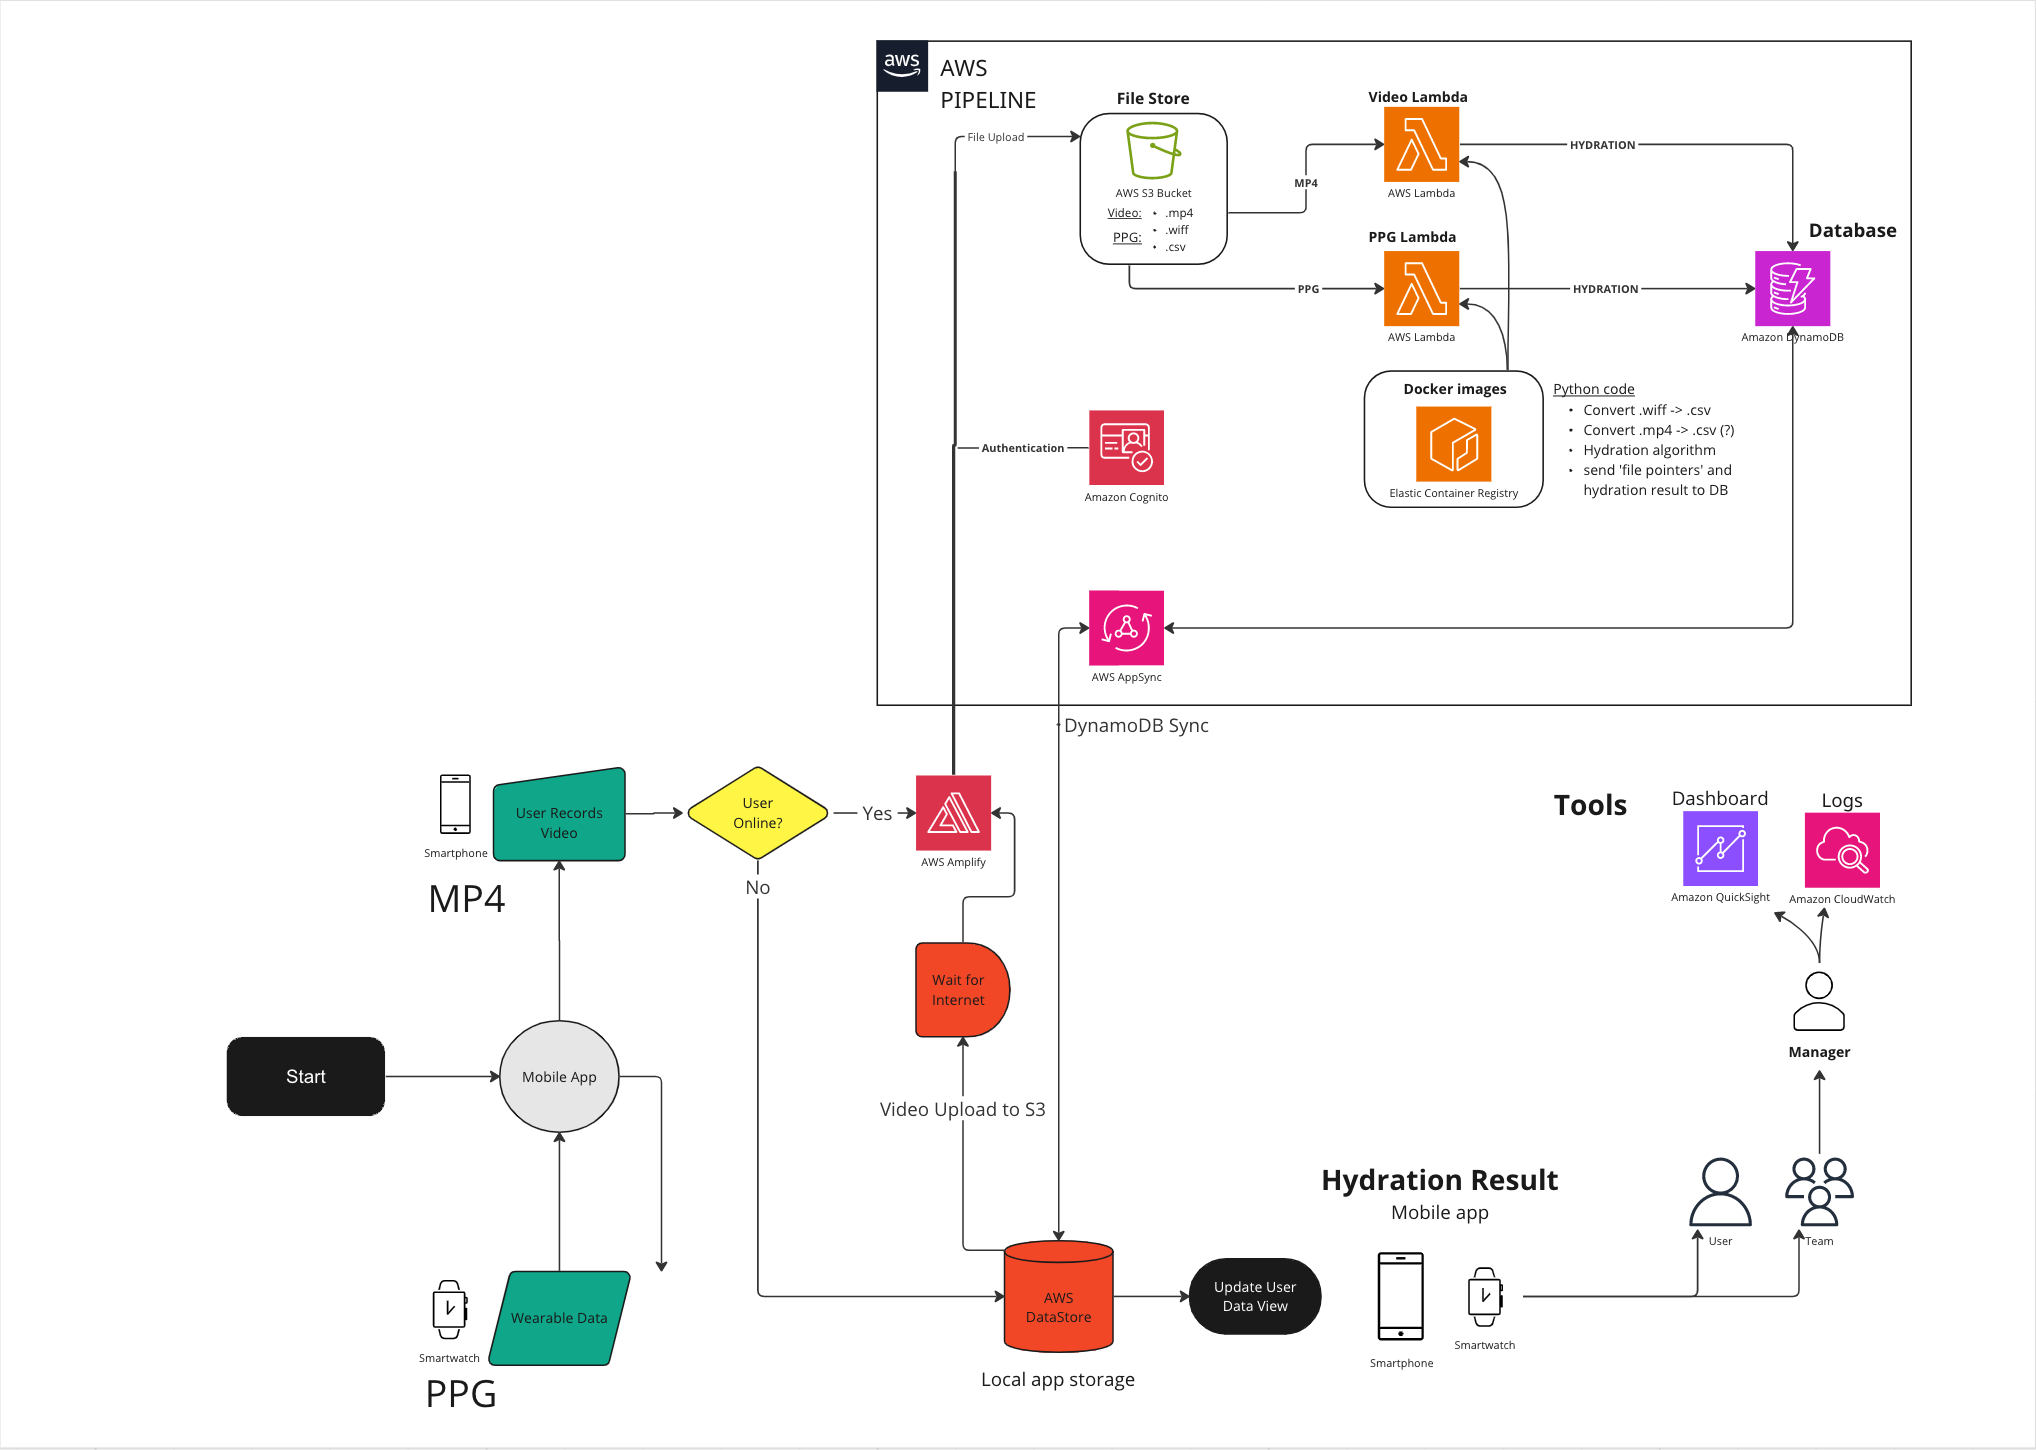 aws
AWS
PIPELINE
File Store
File Upload
AWS S3 Bucket
Video:
• .mp4
PPG:
• .wiff
• .csv
MP4
PPG
Video Lambda
AWS Lambda
HYDRATION
PPG Lambda
AWS Lambda
HYDRATION
Database
Amazon DynamoDB
Docker images
Elastic Container Registry
Python code
• Convert .wiff -> .csv
• Convert .mp4 -> .csv (?)
• Hydration algorithm
• send 'file pointers' and
hydration result to DB
Authentication
Amazon Cognito
AWS AppSync
DynamoDB Sync
Smartphone
MP4
User Records
Video
User
Online?
Yes
No
AWS Amplify
Wait for
Internet
Video Upload to S3
Start
Mobile App
Smartwatch
PPG
Wearable Data
AWS
DataStore
Local app storage
Update User
Data View
Hydration Result
Mobile app
Smartphone
Smartwatch
Tools
Dashboard
Amazon QuickSight
Logs
Amazon CloudWatch
Manager
User
Team